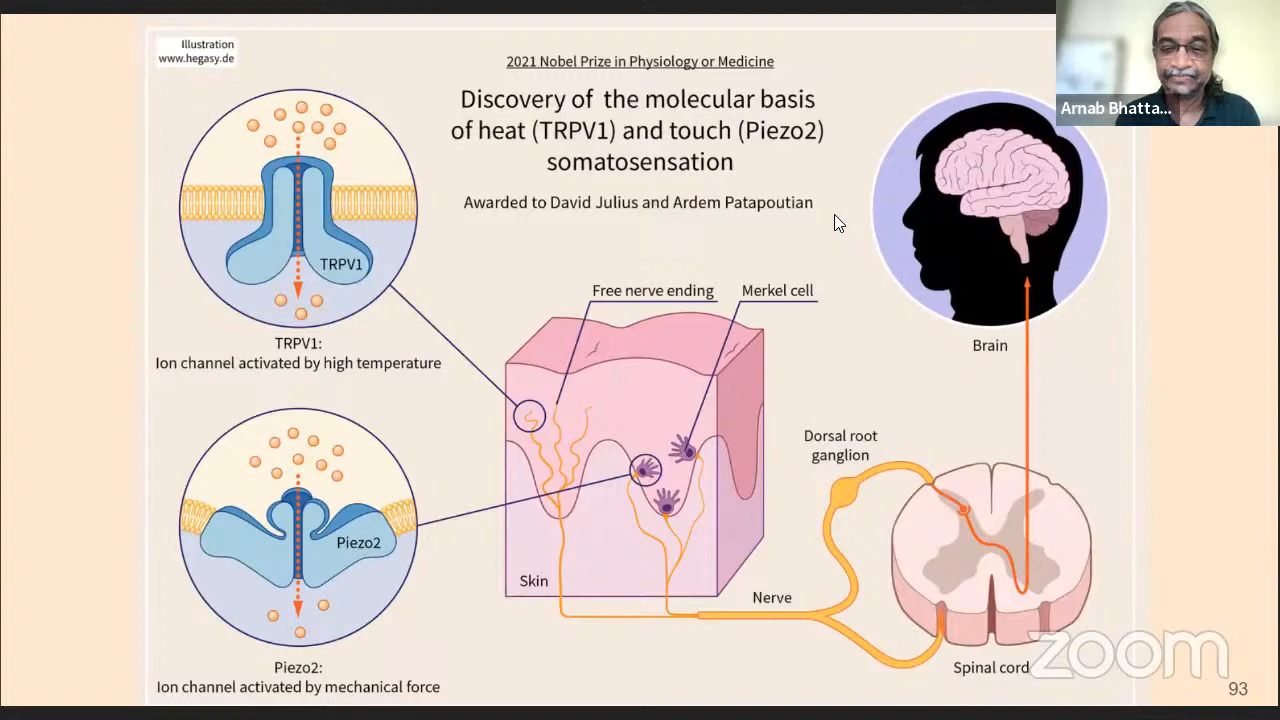 Illustration
www.hegasy.de
2021 Nobel Prize in Physiology or Medicine
Discovery of the molecular basis
of heat (TRPV1) and touch (Piezo2)
somatosensation
Awarded to David Julius and Ardem Patapoutian
Arnab Bhatta...
TRPV1
TRPV1:
Ion channel activated by high temperature
Free nerve ending
Merkel cell
Brain
Piezo2
Piezo2:
Ion channel activated by mechanical force
Skin
Nerve
Dorsal root
ganglion
Spinal cord
zoom
93